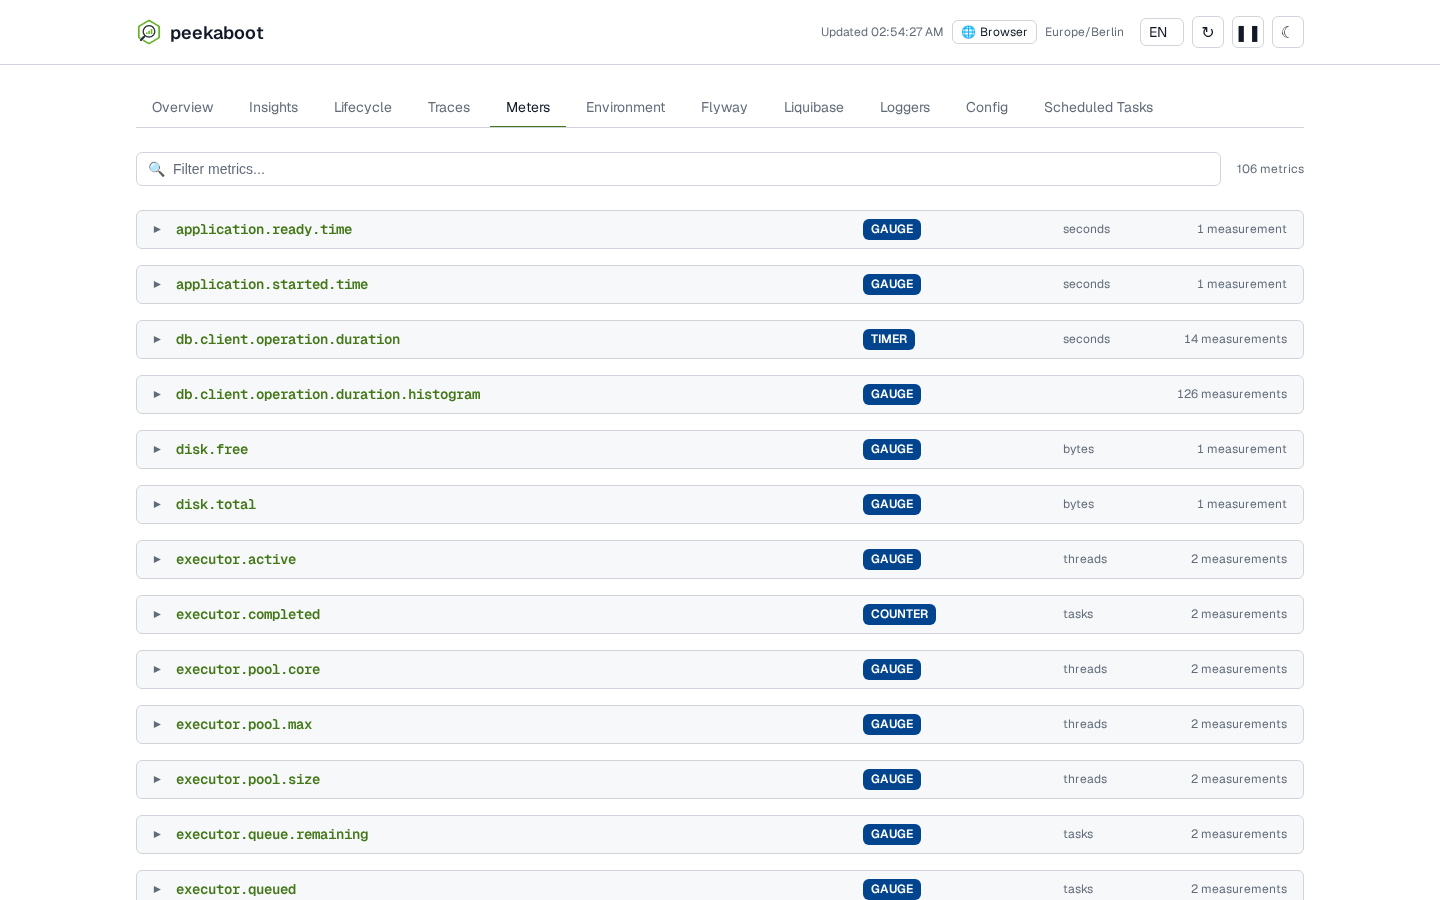 peekaboot
Updated 02:54:27 AM
🌐 Browser
Europe/Berlin
EN
Overview Insights Lifecycle Traces Meters Environment Flyway Liquibase Loggers Config Scheduled Tasks
Filter metrics...
106 metrics
application.ready.time GAUGE seconds 1 measurement
application.started.time GAUGE seconds 1 measurement
db.client.operation.duration TIMER seconds 14 measurements
db.client.operation.duration.histogram GAUGE 126 measurements
disk.free GAUGE bytes 1 measurement
disk.total GAUGE bytes 1 measurement
executor.active GAUGE threads 2 measurements
executor.completed COUNTER tasks 2 measurements
executor.pool.core GAUGE threads 2 measurements
executor.pool.max GAUGE threads 2 measurements
executor.pool.size GAUGE threads 2 measurements
executor.queue.remaining GAUGE tasks 2 measurements
executor.queued GAUGE tasks 2 measurements